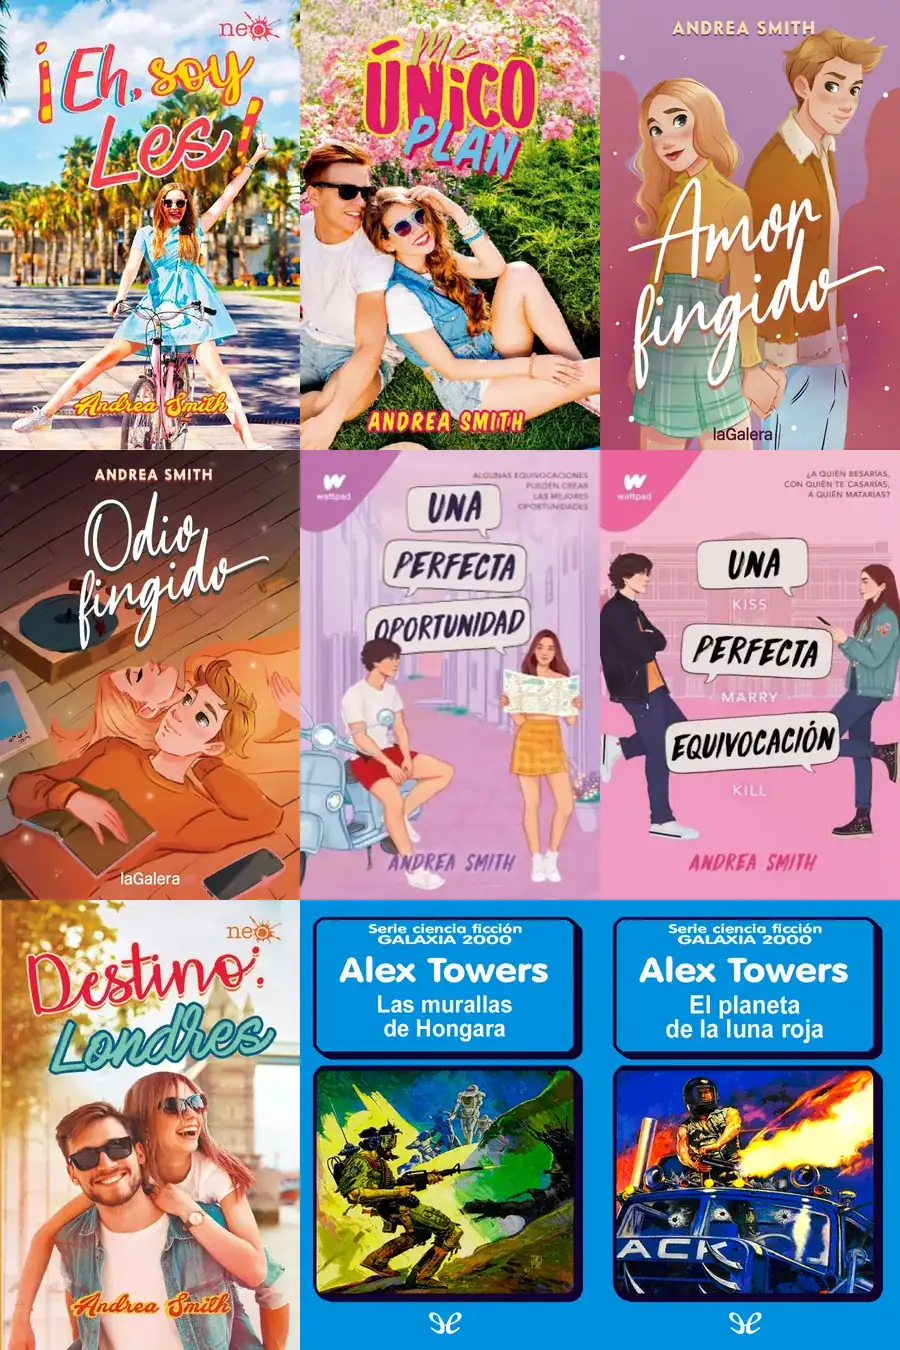 neo
¡Eh, soy
Les!
Andrea Smith
Mi
ÚNICO
PLAN
ANDREA SMITH
ANDREA SMITH
Amor
fingido
laGalera
ANDREA SMITH
Odio
fingido
laGalera
wattpad
ALGUNAS EQUIVOCACIONES
PUEDEN CREAR
LAS MEJORES
OPORTUNIDADES
UNA
PERFECTA
OPORTUNIDAD
ANDREA SMITH
wattpad
¿A QUIÉN BESARÍAS,
CON QUIÉN TE CASARÍAS,
A QUIÉN MATARÍAS?
UNA
KISS
PERFECTA
MARRY
EQUIVOCACIÓN
KILL
ANDREA SMITH
neo
Destino:
Londres
Andrea Smith
Serie ciencia ficción
GALAXIA 2000
Alex Towers
Las murallas
de Hongara
Serie ciencia ficción
GALAXIA 2000
Alex Towers
El planeta
de la luna roja
ACK